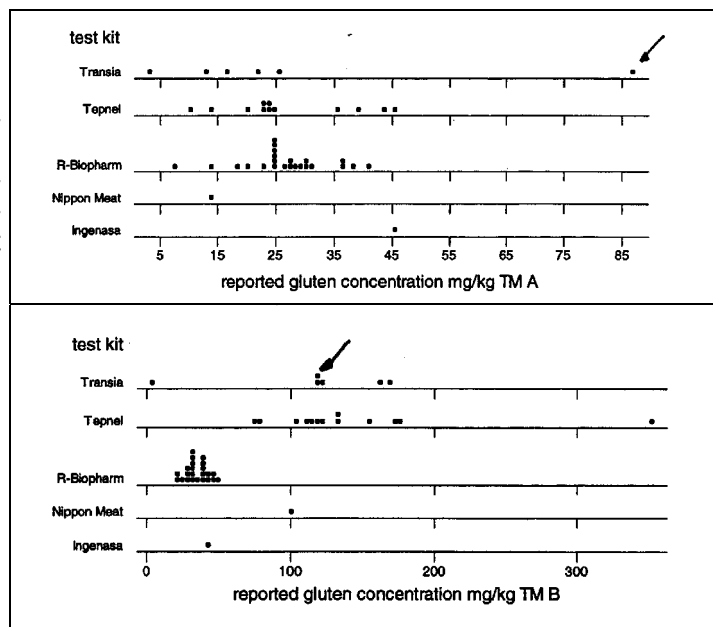 test kit
Transia
Tepnel
R-Biopharm
Nippon Meat
Ingenasa
5 15 25 35 45 55 65 75 85
reported gluten concentration mg/kg TM A
test kit
Transia
Tepnel
R-Biopharm
Nippon Meat
Ingenasa
0 100 200 300
reported gluten concentration mg/kg TM B